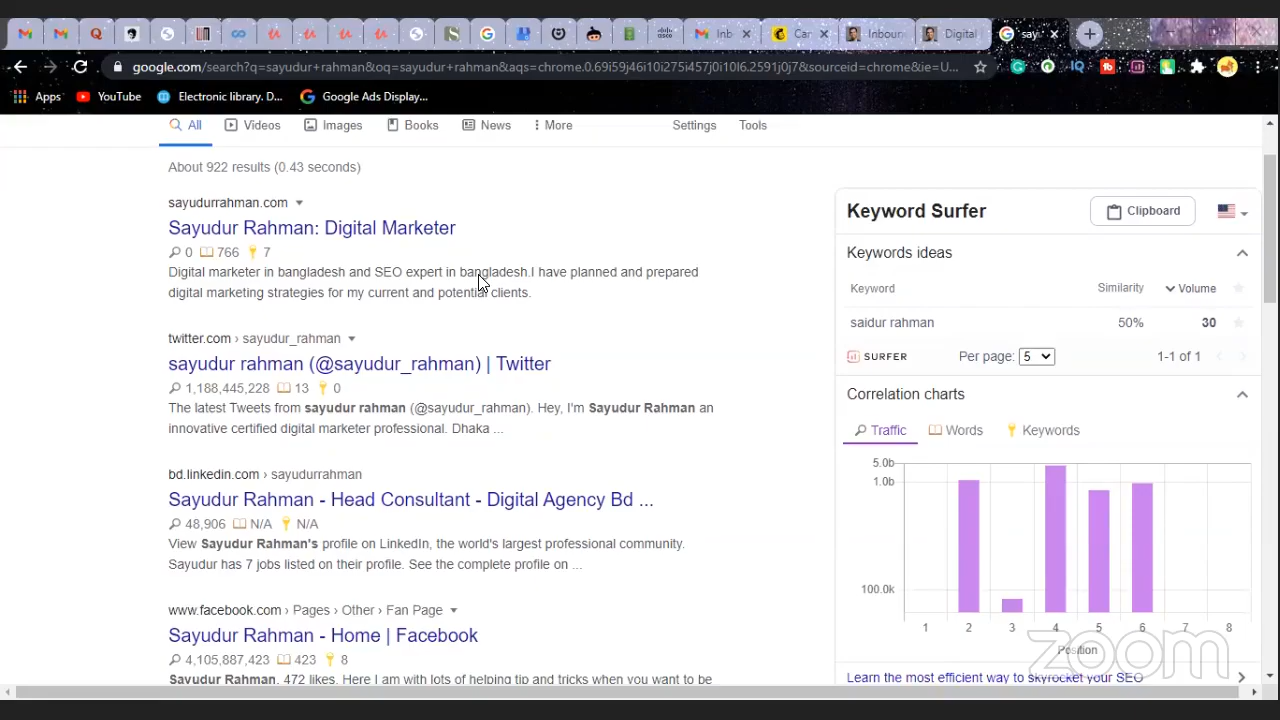 Inb
Car
Inbour
Digital
say
google.com/search?q=sayudur+rahman&oq=sayudur+rahman&aqs=chrome.0.69i59j46i10i275i457j0i10l6.2591j0j7&sourceid=chrome&ie=U...
Apps YouTube Electronic library. D... Google Ads Display...
All Videos Images Books News More Settings Tools
About 922 results (0.43 seconds)
sayudurrahman.com
Sayudur Rahman: Digital Marketer
0 766 7
Digital marketer in bangladesh and SEO expert in bangladesh.I have planned and prepared
digital marketing strategies for my current and potential clients.
twitter.com › sayudur_rahman
sayudur rahman (@sayudur_rahman) | Twitter
1,188,445,228 13 0
The latest Tweets from sayudur rahman (@sayudur_rahman). Hey, I'm Sayudur Rahman an
innovative certified digital marketer professional. Dhaka ...
bd.linkedin.com › sayudurrahman
Sayudur Rahman - Head Consultant - Digital Agency Bd ...
48,906 N/A N/A
View Sayudur Rahman's profile on LinkedIn, the world's largest professional community.
Sayudur has 7 jobs listed on their profile. See the complete profile on ...
www.facebook.com › Pages › Other › Fan Page
Sayudur Rahman - Home | Facebook
4,105,887,423 423 8
Sayudur Rahman. 472 likes. Here I am with lots of helping tip and tricks when you want to be
Keyword Surfer Clipboard
Keywords ideas
Keyword Similarity Volume
saidur rahman 50% 30
SURFER Per page: 5 1-1 of 1
Correlation charts
Traffic Words Keywords
5.0b
1.0b
100.0k
1 2 3 4 5 6 7 8
Position
zoom
Learn the most efficient way to skyrocket your SEO